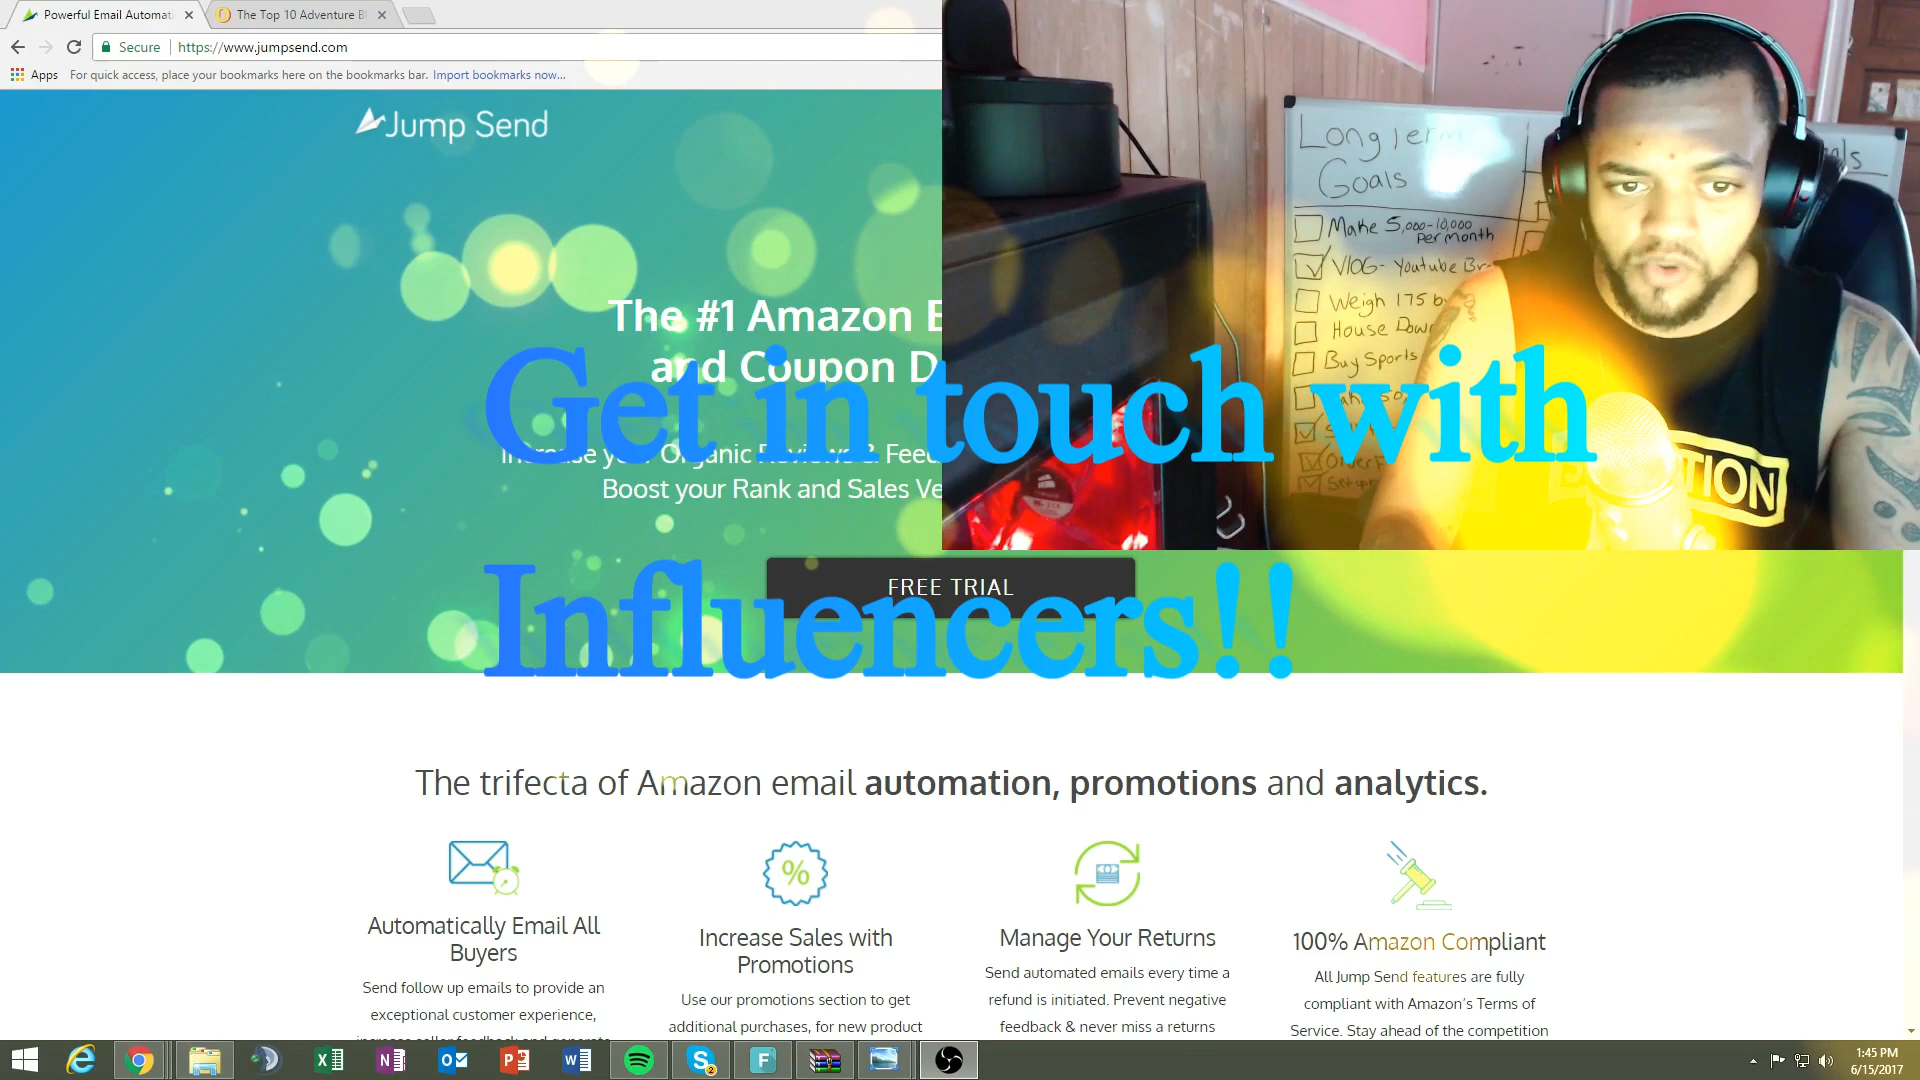 Powerful Email Automat
The Top 10 Adventure Bl
Secure
https://www.jumpsend.com
Apps
For quick access, place your bookmarks here on the bookmarks bar. Import bookmarks now...
Jump Send
Long Term
Goals
Make 5,000-10,000
Per month
Vlog- Youtube
Weigh 175
House Down
Buy Sports
The #1 Amazon
and Coupon
Get in touch with
Increase your Organic Reviews &
Boost your Rank and Sales
TION
FREE TRIAL
Influencers!!
The trifecta of Amazon email automation, promotions and analytics.
Automatically Email All
Buyers
Send follow up emails to provide an
exceptional customer experience,
Increase Sales with
Promotions
Use our promotions section to get
additional purchases, for new product
Manage Your Returns
Send automated emails every time a
refund is initiated. Prevent negative
feedback & never miss a returns
100% Amazon Compliant
All Jump Send features are fully
compliant with Amazon's Terms of
Service. Stay ahead of the competition
1:45 PM
6/15/2017